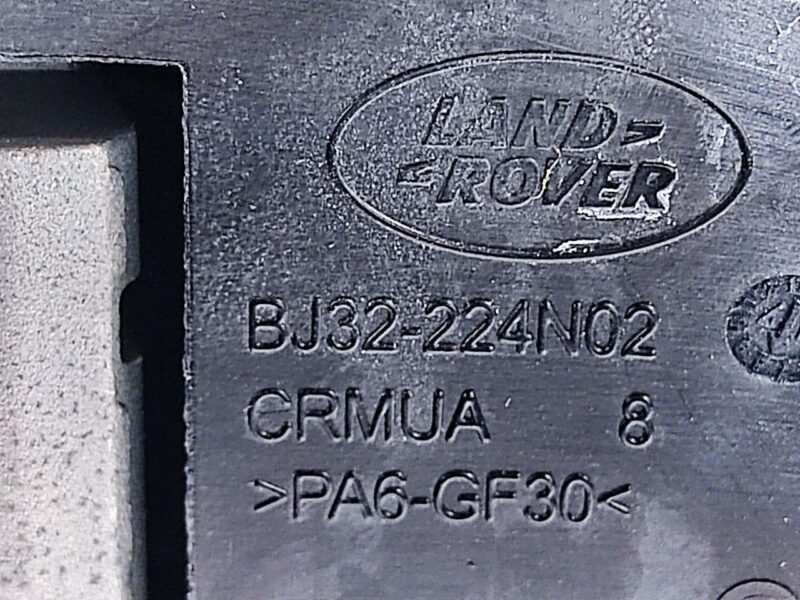 LAND
ROVER
BJ32-224N02
CRMUA 8
>PA6-GF30<